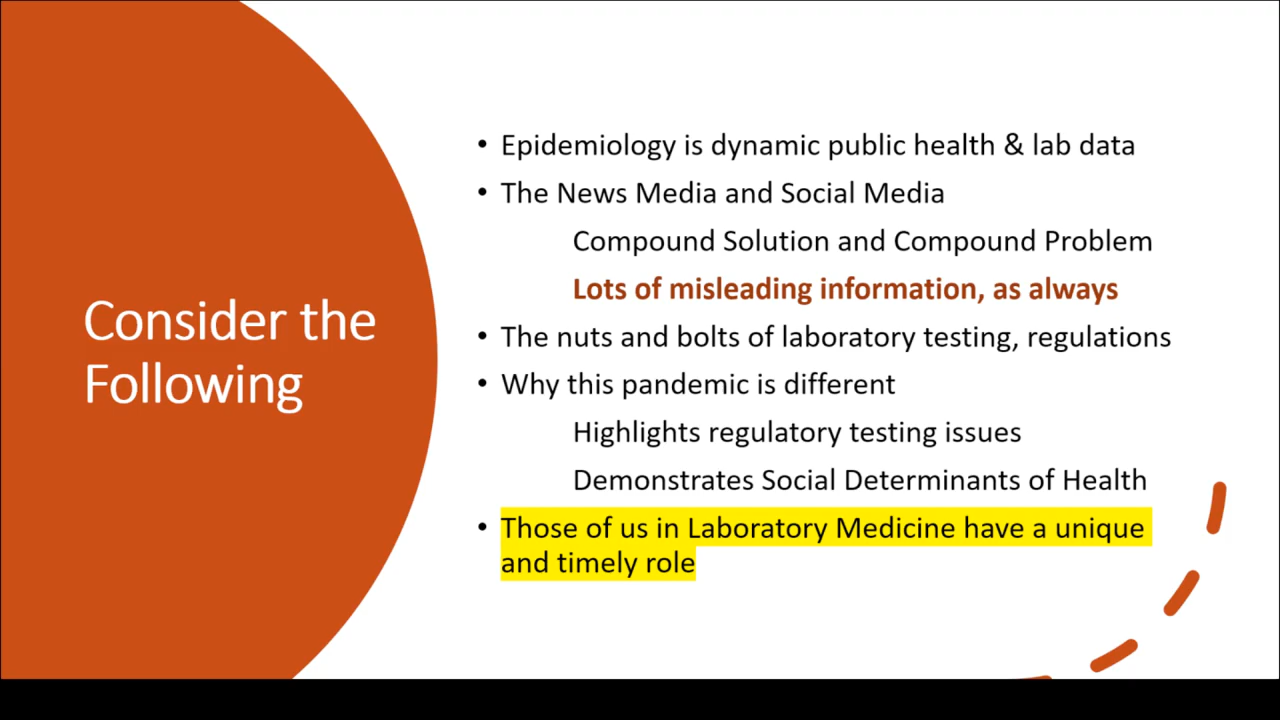 Consider the
Following
• Epidemiology is dynamic public health & lab data
• The News Media and Social Media
Compound Solution and Compound Problem
Lots of misleading information, as always
• The nuts and bolts of laboratory testing, regulations
• Why this pandemic is different
Highlights regulatory testing issues
Demonstrates Social Determinants of Health
• Those of us in Laboratory Medicine have a unique
and timely role